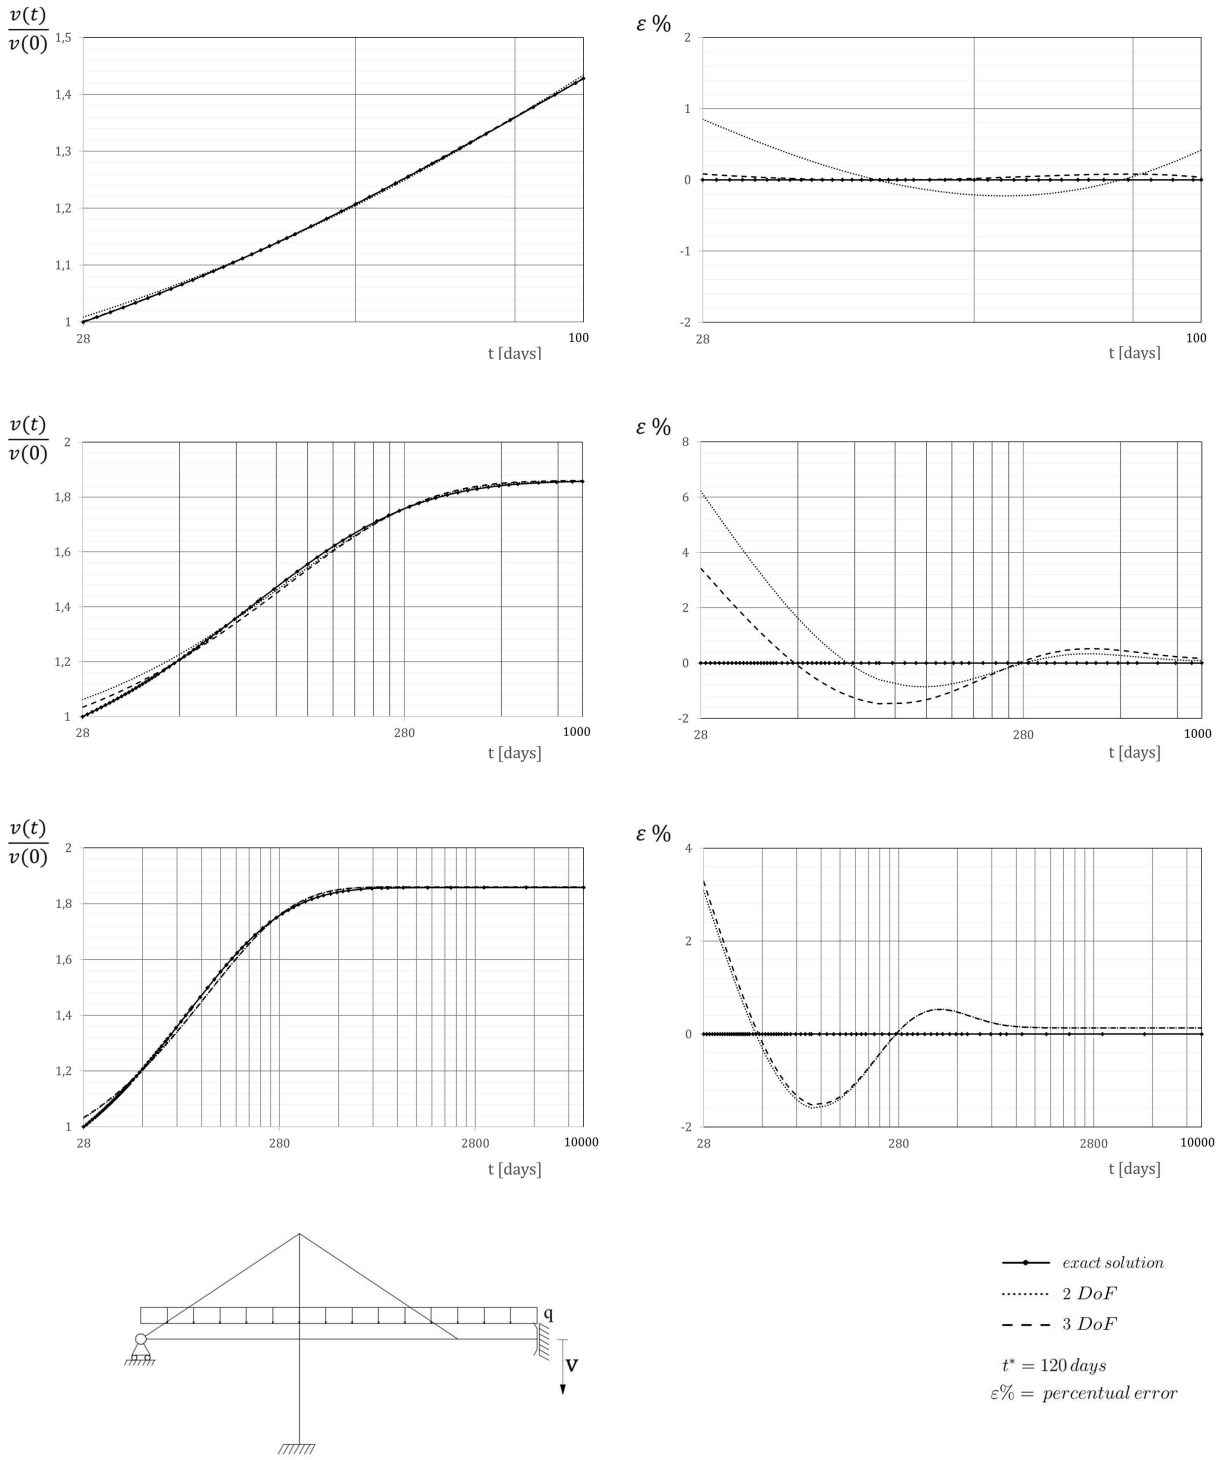 v(t)
v(0)
1,5
1,4
1,3
1,2
1,1
1
28
100
t [days]
ε %
2
1
0
-1
-2
28
100
t [days]
v(t)
v(0)
2
1,8
1,6
1,4
1,2
1
28
280
1000
t [days]
ε %
8
6
4
2
0
-2
28
280
1000
t [days]
v(t)
v(0)
2
1,8
1,6
1,4
1,2
1
28
280
2800
10000
t [days]
ε %
4
2
0
-2
28
280
2800
10000
t [days]
q
v
exact solution
2 DoF
3 DoF
t* = 120 days
ε% = percentual error